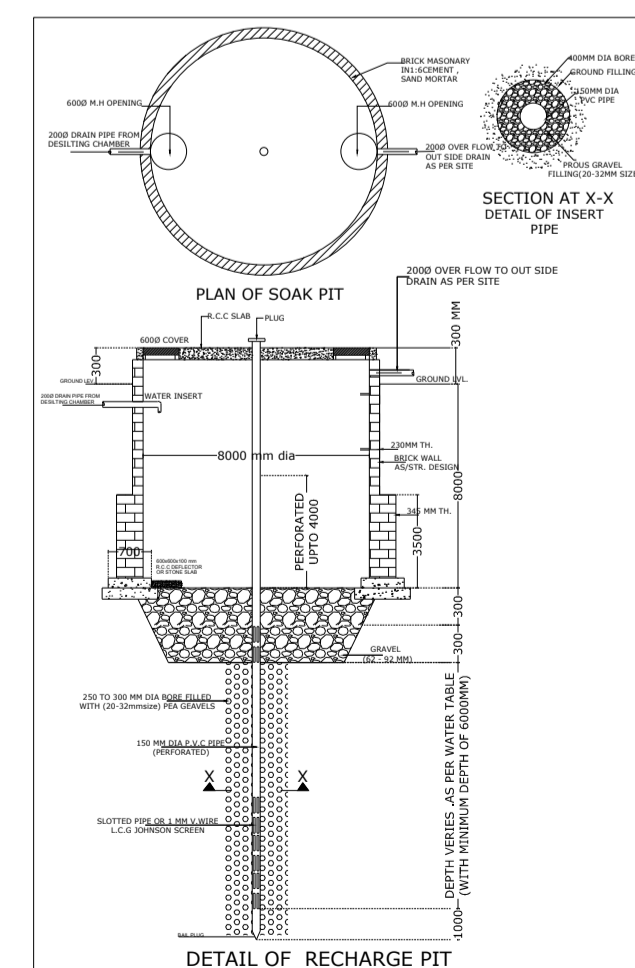 BRICK MASONARY
IN1:6CEMENT ,
SAND MORTAR
600Ø M.H OPENING
600Ø M.H OPENING
200Ø DRAIN PIPE FROM
DESILTING CHAMBER
200Ø OVER FLOW TO
OUT SIDE DRAIN
AS PER SITE
PLAN OF SOAK PIT
400MM DIA BORE
GROUND FILLING
150MM DIA
PVC PIPE
PROUS GRAVEL
FILLING(20-32MM SIZE
SECTION AT X-X
DETAIL OF INSERT
PIPE
200Ø OVER FLOW TO OUT SIDE
DRAIN AS PER SITE
R.C.C SLAB
PLUG
600Ø COVER
300
300 MM
GROUND LEV.
GROUND LVL.
200Ø DRAIN PIPE FROM
DESILTING CHAMBER
WATER INSERT
230MM TH.
8000 mm dia
BRICK WALL
AS/STR. DESIGN
8000
PERFORATED
UPTO 4000
345 MM TH.
3500
700
600x600x100 mm
R.C.C DEFLECTOR
OR STONE SLAB
300
300
GRAVEL
(62 - 92 MM)
250 TO 300 MM DIA BORE FILLED
WITH (20-32mmsize) PEA GEAVELS
150 MM DIA P.V.C PIPE
(PERFORATED)
X
X
DEPTH VERIES .AS PER WATER TABLE
(WITH MINIMUM DEPTH OF 6000MM)
SLOTTED PIPE OR 1 MM V.WIRE
L.C.G JOHNSON SCREEN
1000
BAIL PLUG
DETAIL OF RECHARGE PIT